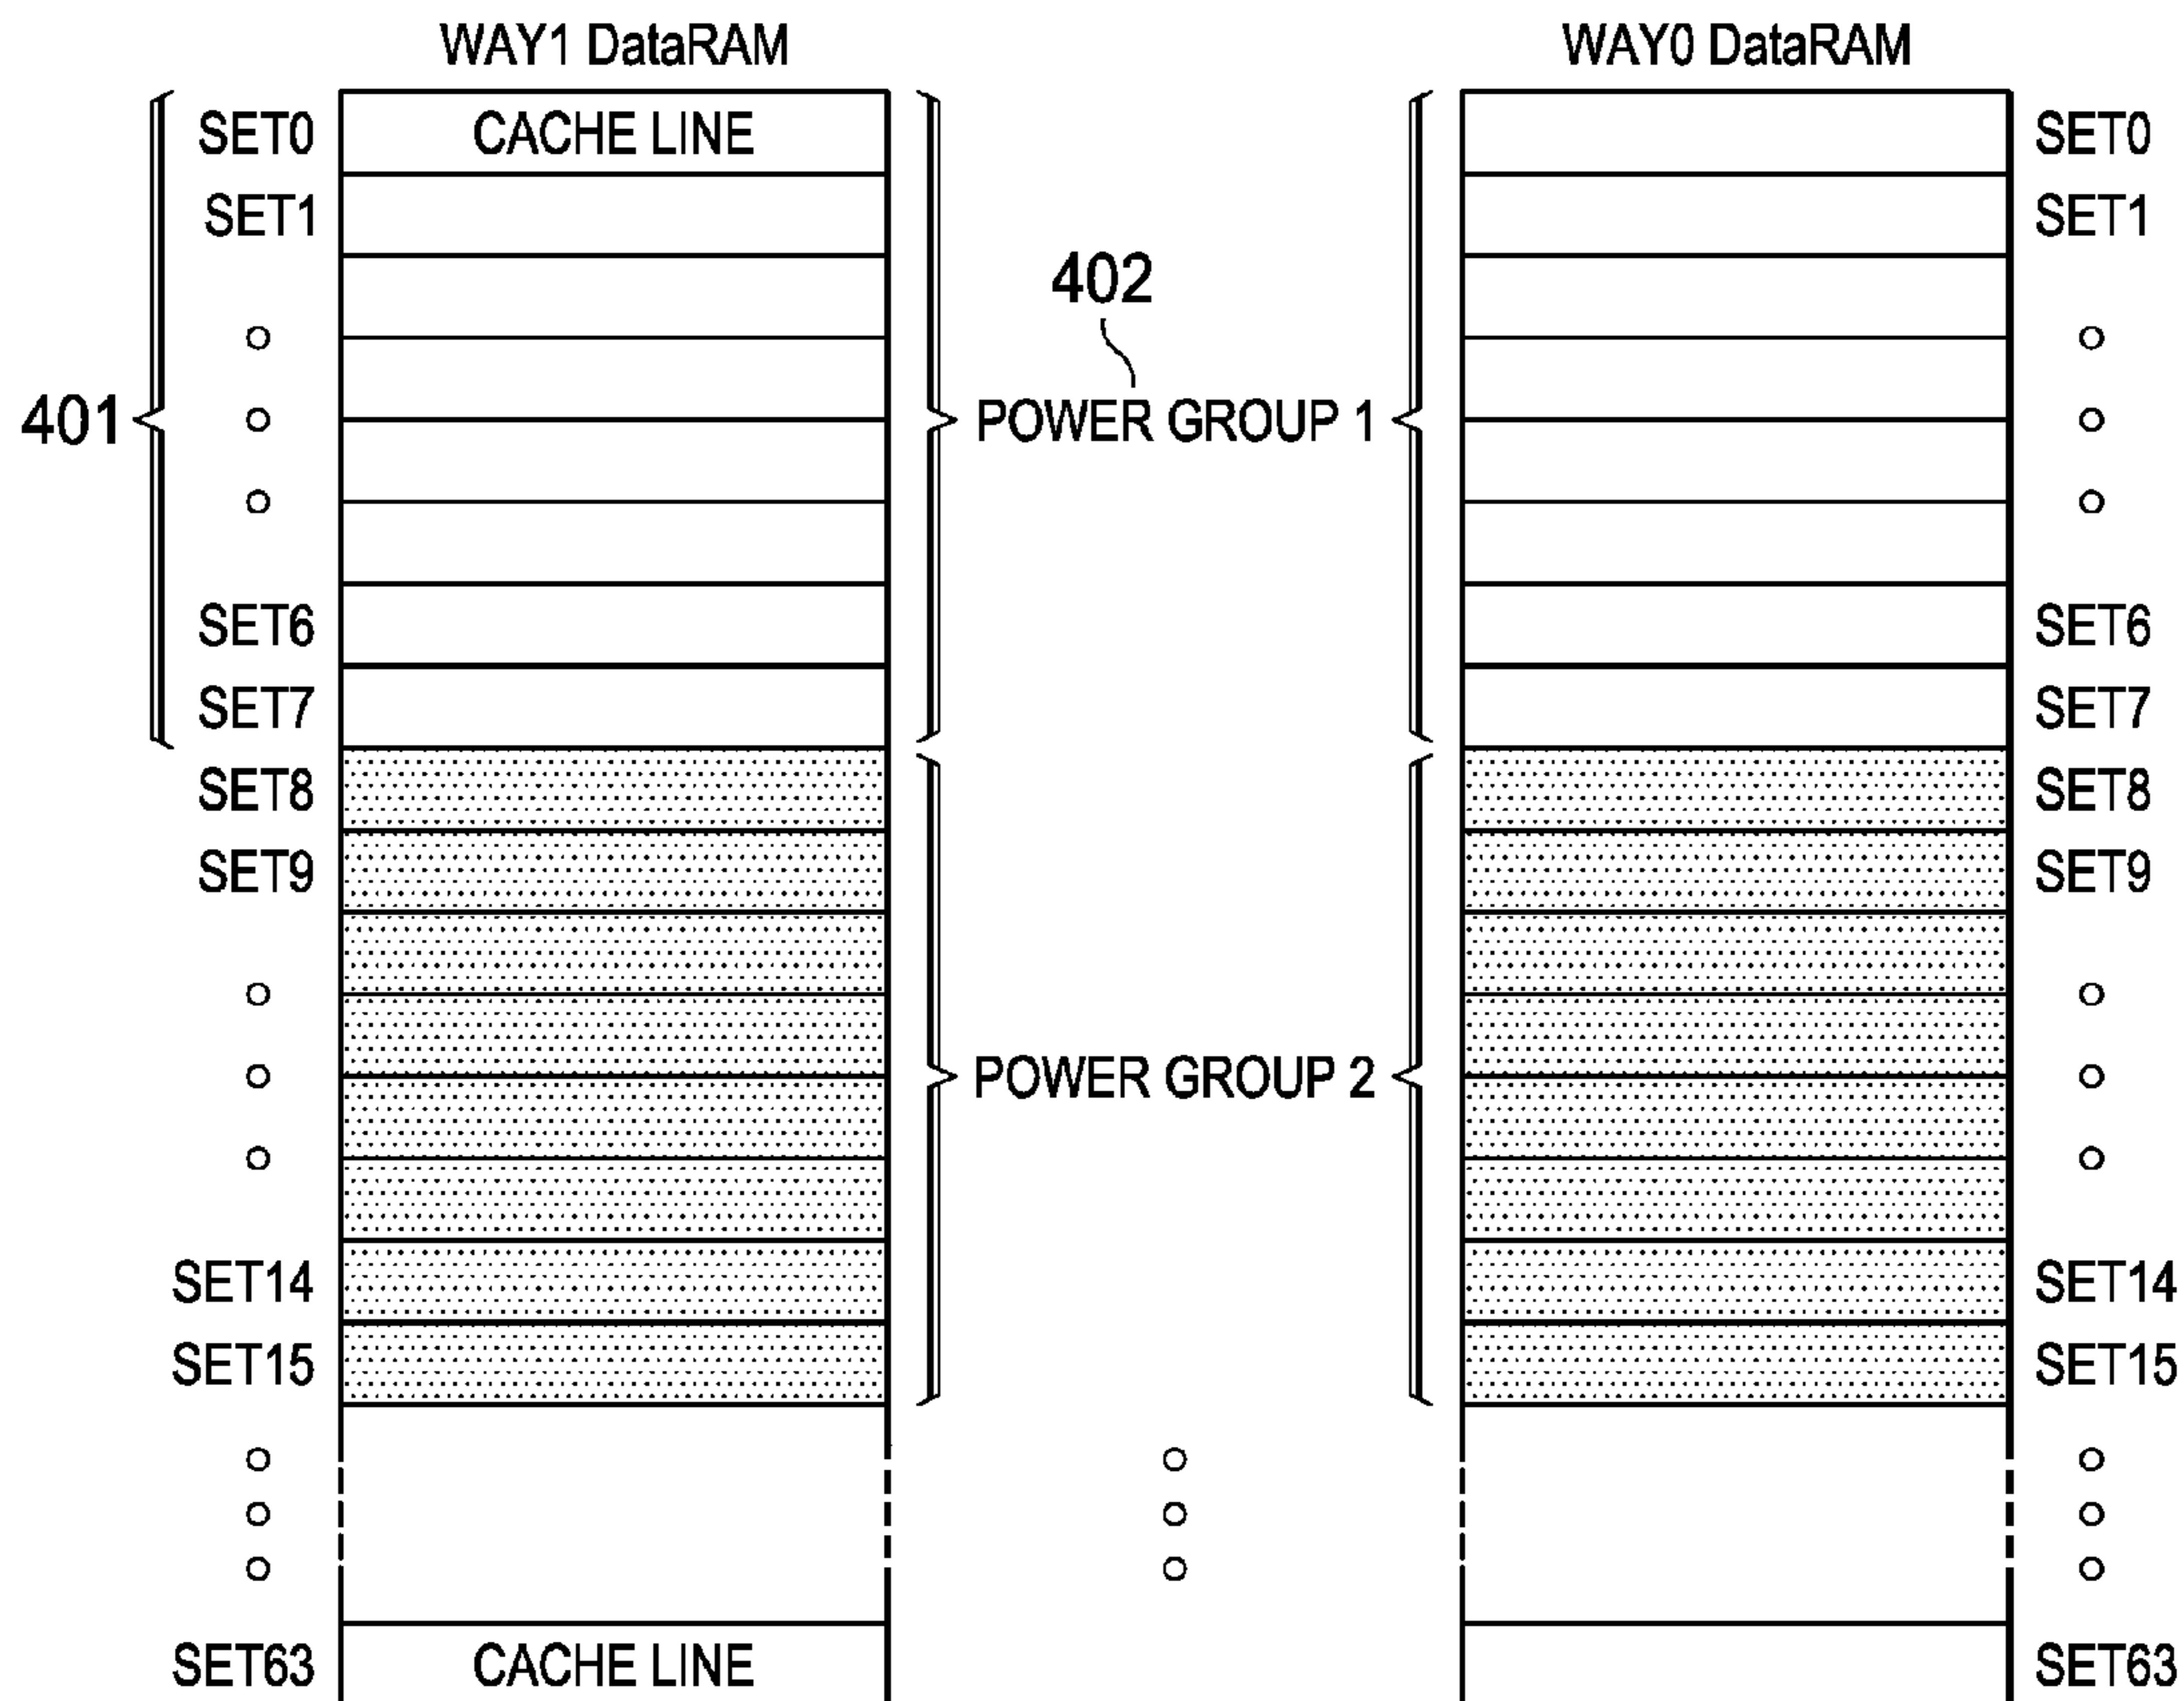 WAY1 DataRAM
WAY0 DataRAM
SET0
CACHE LINE
SET0
SET1
SET1
402
401
POWER GROUP 1
SET6
SET6
SET7
SET7
SET8
SET8
SET9
SET9
POWER GROUP 2
SET14
SET14
SET15
SET15
SET63
CACHE LINE
SET63